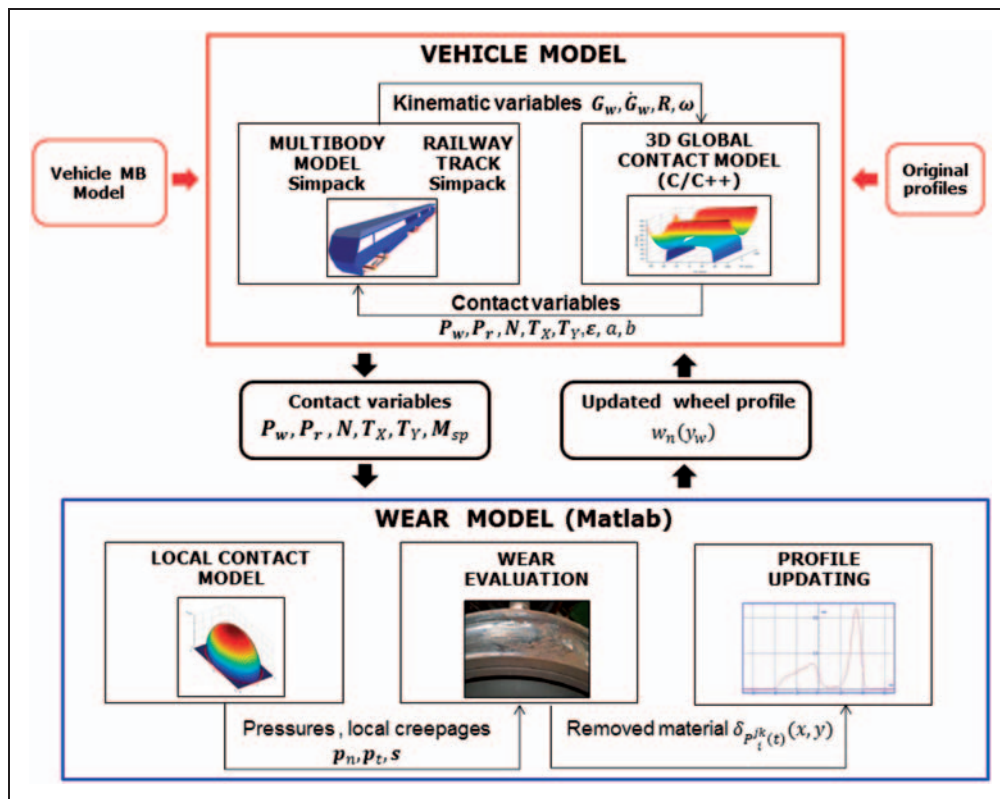 VEHICLE MODEL
Kinematic variables G_w, Ġ_w, R, ω
MULTIBODY MODEL Simpack
RAILWAY TRACK Simpack
3D GLOBAL CONTACT MODEL (C/C++)
Vehicle MB Model
Original profiles
Contact variables
P_w, P_r, N, T_X, T_Y, ε, a, b
Contact variables
P_w, P_r, N, T_X, T_Y, M_sp
Updated wheel profile
w_n(y_w)
WEAR MODEL (Matlab)
LOCAL CONTACT MODEL
WEAR EVALUATION
PROFILE UPDATING
Pressures, local creepages
p_n, p_t, s
Removed material δ_{P_i^{jk}(t)}(x, y)